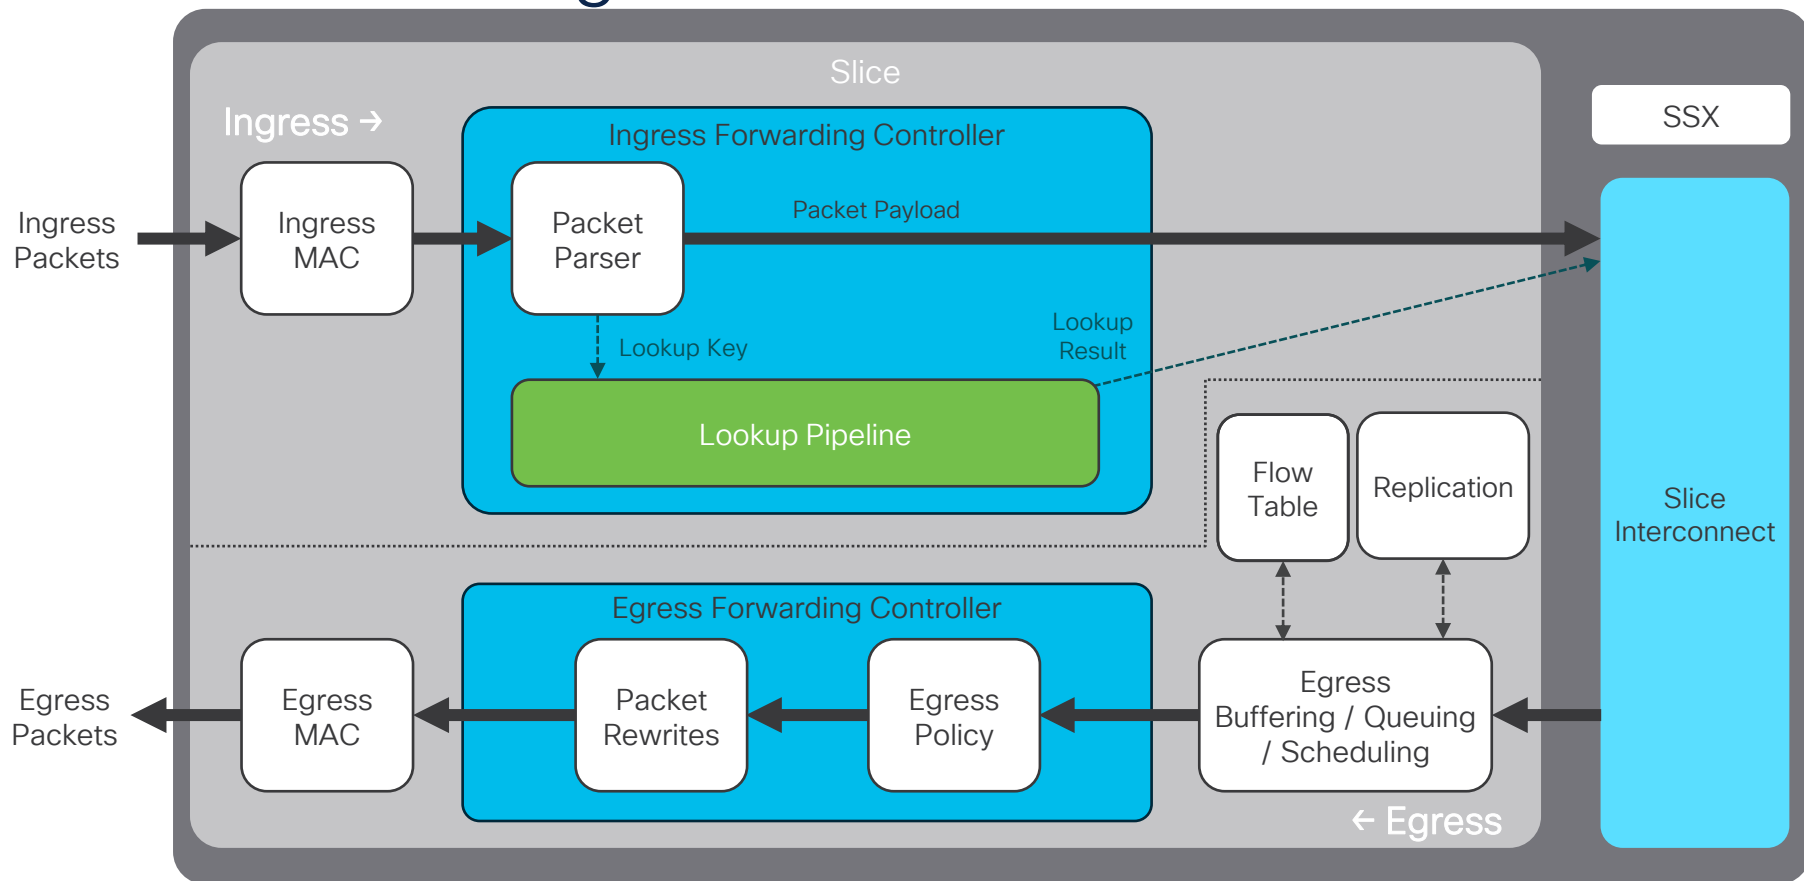 Slice
Ingress →
Ingress Forwarding Controller
SSX
Ingress
Packets
Ingress
MAC
Packet
Parser
Packet Payload
Lookup Key
Lookup
Result
Lookup Pipeline
Flow
Table
Replication
Slice
Interconnect
Egress Forwarding Controller
Egress
Packets
Egress
MAC
Packet
Rewrites
Egress
Policy
Egress
Buffering / Queuing
/ Scheduling
← Egress